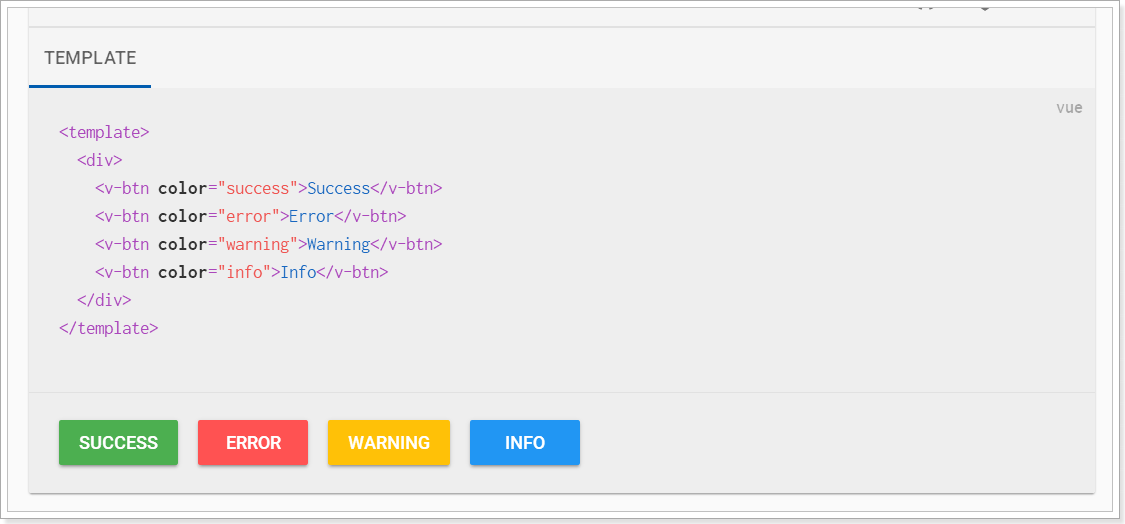 TEMPLATE
vue
<template>
  <div>
    <v-btn color="success">Success</v-btn>
    <v-btn color="error">Error</v-btn>
    <v-btn color="warning">Warning</v-btn>
    <v-btn color="info">Info</v-btn>
  </div>
</template>
SUCCESS ERROR WARNING INFO